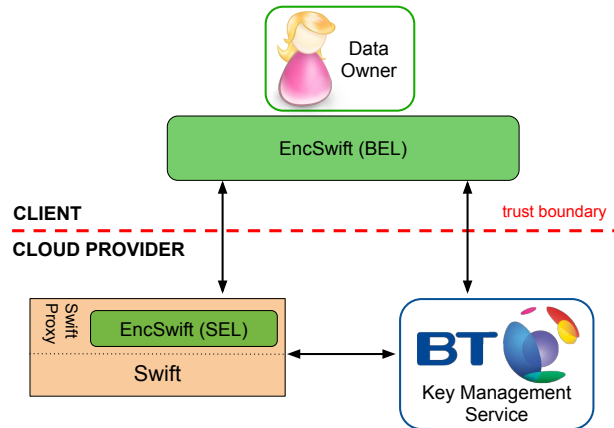 Data
Owner
EncSwift (BEL)
CLIENT
trust boundary
CLOUD PROVIDER
Swift
Proxy
EncSwift (SEL)
Swift
BT
Key Management
Service